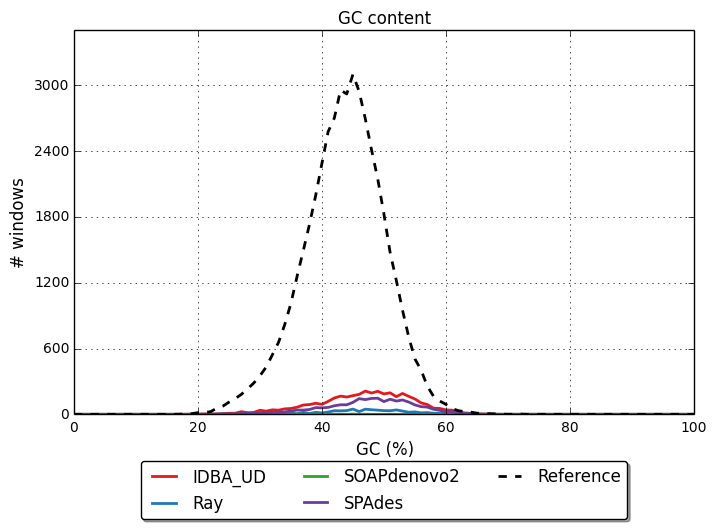 GC content
3000
2400
1800
1200
600
0
# windows
0 20 40 60 80 100
GC (%)
IDBA_UD SOAPdenovo2 Reference
Ray SPAdes